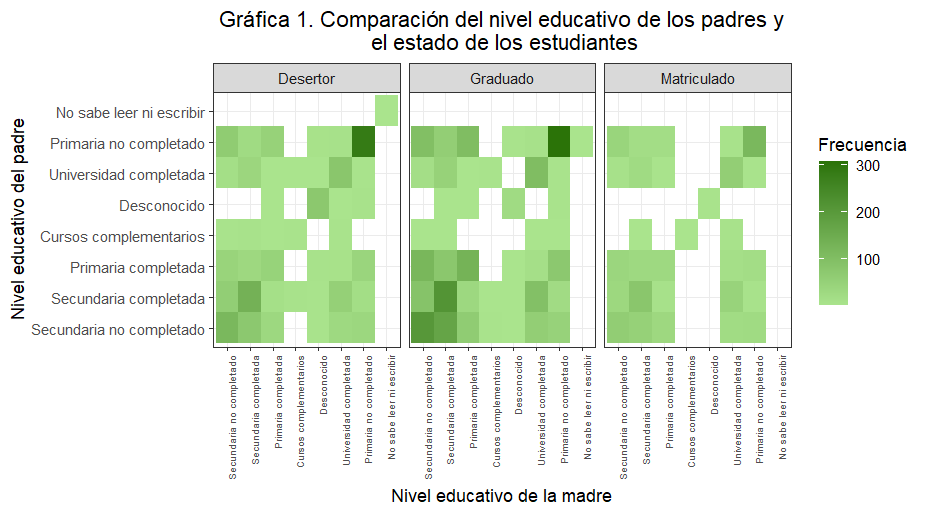 Gráfica 1. Comparación del nivel educativo de los padres y
el estado de los estudiantes
Desertor
Graduado
Matriculado
Nivel educativo del padre
No sabe leer ni escribir
Primaria no completado
Universidad completada
Desconocido
Cursos complementarios
Primaria completada
Secundaria completada
Secundaria no completado
Secundaria no completado
Secundaria completada
Primaria completada
Cursos complementarios
Desconocido
Universidad completada
Primaria no completado
No sabe leer ni escribir
Secundaria no completado
Secundaria completada
Primaria completada
Cursos complementarios
Desconocido
Universidad completada
Primaria no completado
No sabe leer ni escribir
Secundaria no completado
Secundaria completada
Primaria completada
Cursos complementarios
Desconocido
Universidad completada
Primaria no completado
No sabe leer ni escribir
Nivel educativo de la madre
Frecuencia
300
200
100